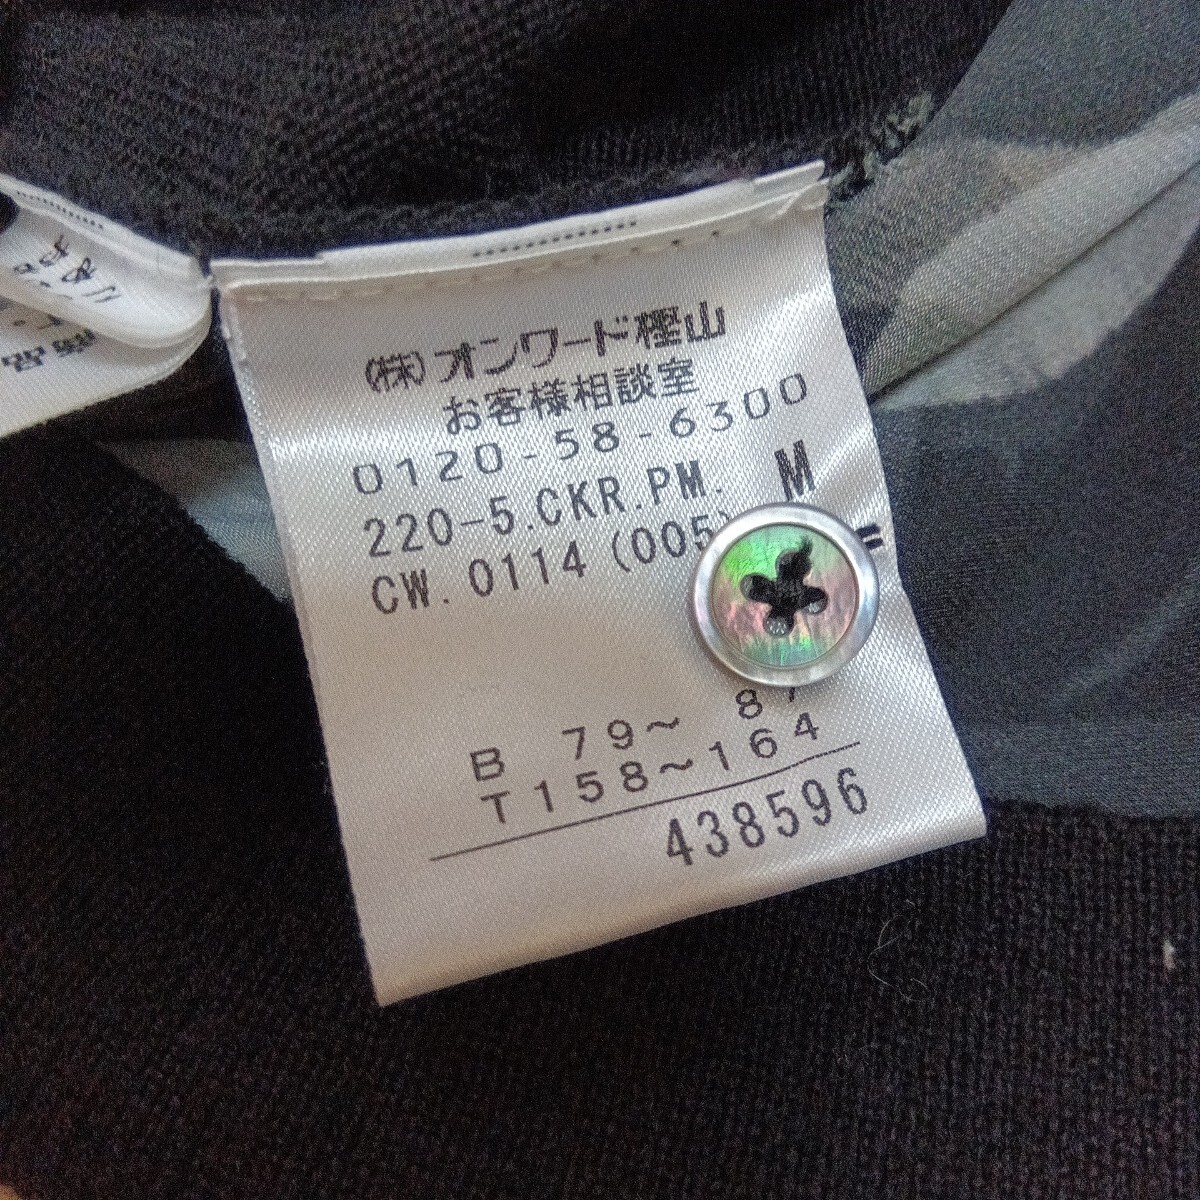 (株)オンワード樫山
お客様相談室
0120-58-6300
220-5.CKR.PM. M
CW.0114(005)
B 79~ 87
T158~164
438596